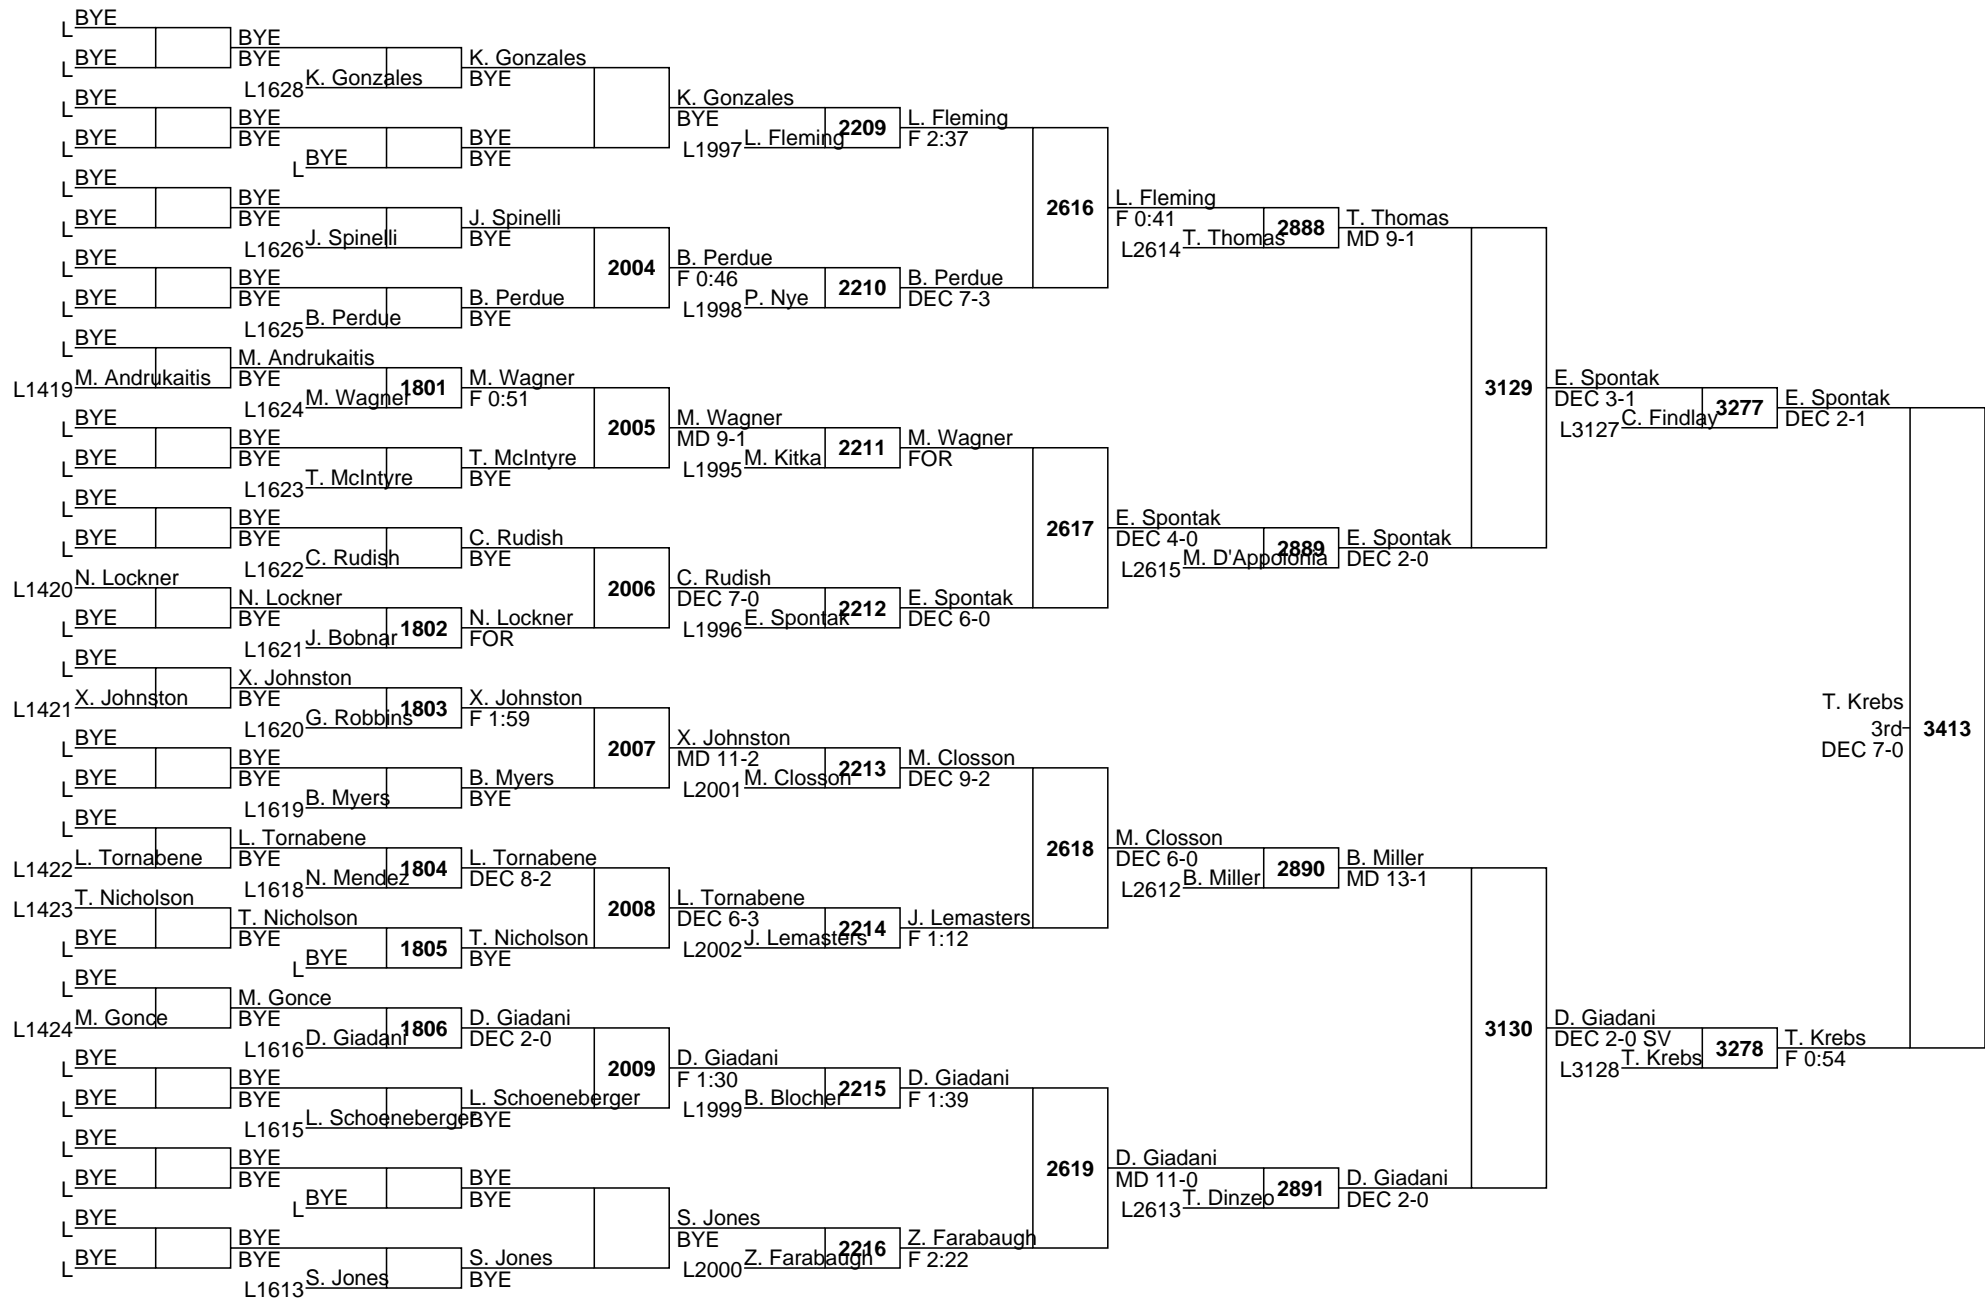 BYE
L
BYE
L
BYE
BYE
L1628 K. Gonzales
K. Gonzales
BYE
BYE
L
BYE
L
BYE
BYE
BYE
L
BYE
BYE
K. Gonzales
BYE
L1997 L. Fleming
2209
L. Fleming
F 2:37
BYE
L
BYE
L
BYE
BYE
L1626 J. Spinelli
J. Spinelli
BYE
BYE
L
BYE
L
BYE
BYE
L1625 B. Perdue
B. Perdue
BYE
2004
B. Perdue
F 0:46
L1998 P. Nye
2210
B. Perdue
DEC 7-3
2616
L. Fleming
F 0:41
L2614 T. Thomas
2888
T. Thomas
MD 9-1
BYE
L
L1419 M. Andrukaitis
M. Andrukaitis
BYE
L1624 M. Wagner
1801
M. Wagner
F 0:51
BYE
L
BYE
L
BYE
BYE
L1623 T. McIntyre
T. McIntyre
BYE
2005
M. Wagner
MD 9-1
L1995 M. Kitka
2211
M. Wagner
FOR
BYE
L
BYE
L
BYE
BYE
L1622 C. Rudish
C. Rudish
BYE
L1420 N. Lockner
BYE
L
N. Lockner
BYE
L1621 J. Bobnar
1802
N. Lockner
FOR
2006
C. Rudish
DEC 7-0
L1996 E. Spontak
2212
E. Spontak
DEC 6-0
2617
E. Spontak
DEC 4-0
L2615 M. D'Appolonia
2889
E. Spontak
DEC 2-0
3129
E. Spontak
DEC 3-1
L3127 C. Findlay
3277
E. Spontak
DEC 2-1
BYE
L
L1421 X. Johnston
X. Johnston
BYE
L1620 G. Robbins
1803
X. Johnston
F 1:59
BYE
L
BYE
L
BYE
BYE
L1619 B. Myers
B. Myers
BYE
2007
X. Johnston
MD 11-2
L2001 M. Closson
2213
M. Closson
DEC 9-2
BYE
L
L1422 L. Tornabene
L. Tornabene
BYE
L1618 N. Mendez
1804
L. Tornabene
DEC 8-2
L1423 T. Nicholson
BYE
L
T. Nicholson
BYE
BYE
L
1805
T. Nicholson
BYE
2008
L. Tornabene
DEC 6-3
L2002 J. Lemasters
2214
J. Lemasters
F 1:12
2618
M. Closson
DEC 6-0
L2612 B. Miller
2890
B. Miller
MD 13-1
BYE
L
L1424 M. Gonce
M. Gonce
BYE
L1616 D. Giadani
1806
D. Giadani
DEC 2-0
BYE
L
BYE
L
BYE
BYE
L1615 L. Schoeneberger
L. Schoeneberger
BYE
2009
D. Giadani
F 1:30
L1999 B. Blocher
2215
D. Giadani
F 1:39
BYE
L
BYE
L
BYE
BYE
BYE
L
BYE
BYE
BYE
L
BYE
L
BYE
BYE
L1613 S. Jones
S. Jones
BYE
S. Jones
BYE
L2000 Z. Farabaugh
2216
Z. Farabaugh
F 2:22
2619
D. Giadani
MD 11-0
L2613 T. Dinzeo
2891
D. Giadani
DEC 2-0
3130
D. Giadani
DEC 2-0 SV
L3128 T. Krebs
3278
T. Krebs
F 0:54
T. Krebs
3rd
DEC 7-0
3413